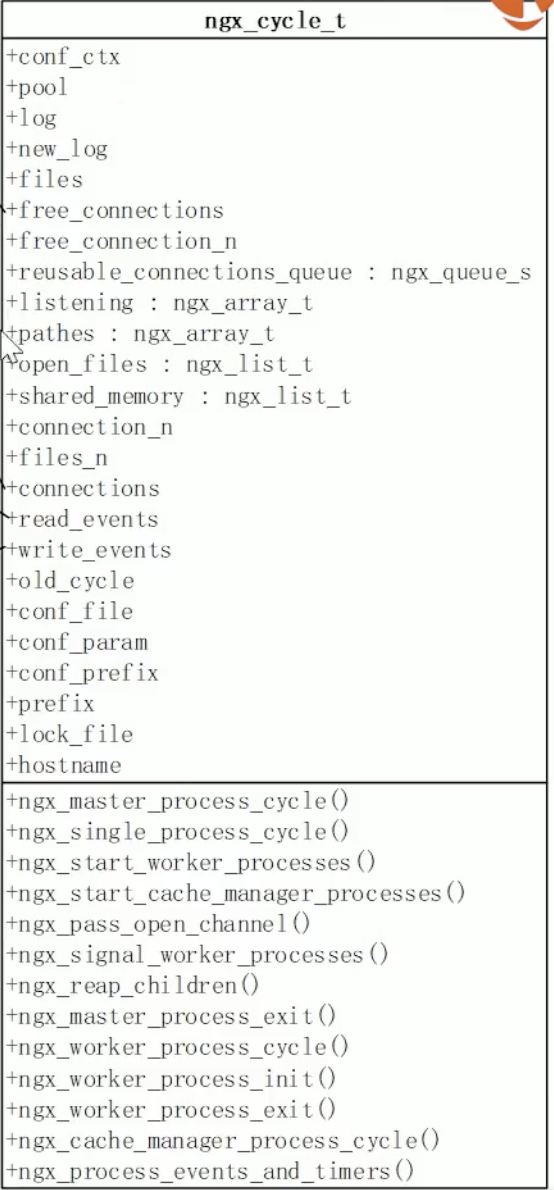 ngx_cycle_t
+conf_ctx
+pool
+log
+new_log
+files
+free_connections
+free_connection_n
+reusable_connections_queue : ngx_queue_s
+listening : ngx_array_t
+pathes : ngx_array_t
+open_files : ngx_list_t
+shared_memory : ngx_list_t
+connection_n
+files_n
+connections
+read_events
+write_events
+old_cycle
+conf_file
+conf_param
+conf_prefix
+prefix
+lock_file
+hostname
+ngx_master_process_cycle()
+ngx_single_process_cycle()
+ngx_start_worker_processes()
+ngx_start_cache_manager_processes()
+ngx_pass_open_channel()
+ngx_signal_worker_processes()
+ngx_reap_children()
+ngx_master_process_exit()
+ngx_worker_process_cycle()
+ngx_worker_process_init()
+ngx_worker_process_exit()
+ngx_cache_manager_process_cycle()
+ngx_process_events_and_timers()